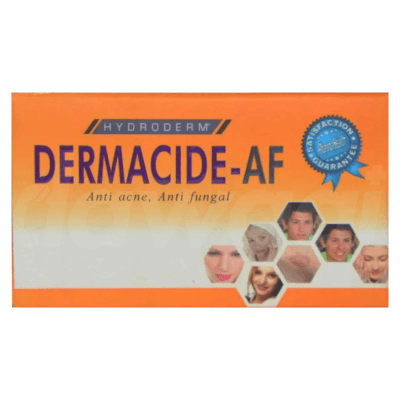 HYDRODERM
DERMACIDE-AF
Anti acne, Anti fungal
SATISFACTION
GUARANTEE